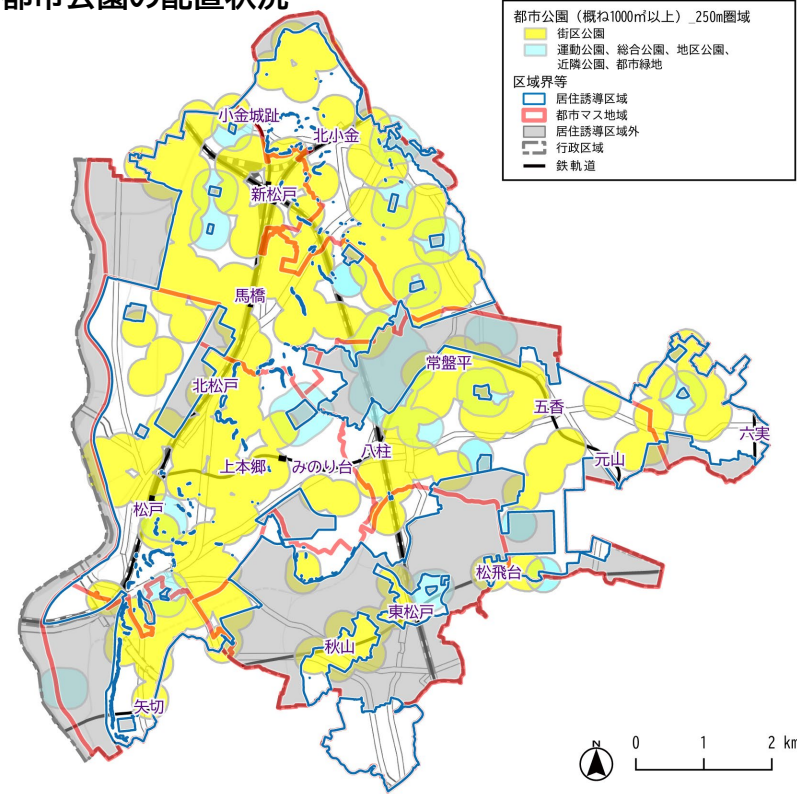 都市公園の配置状況
都市公園（概ね1000㎡以上）_250m圏域
街区公園
運動公園、総合公園、地区公園、
近隣公園、都市緑地
区域界等
居住誘導区域
都市マス地域
居住誘導区域外
行政区域
鉄軌道
小金城趾
北小金
新松戸
馬橋
常盤平
北松戸
五香
六実
八柱
元山
上本郷
みのり台
松戸
松飛台
東松戸
秋山
矢切
N
0 1 2 km